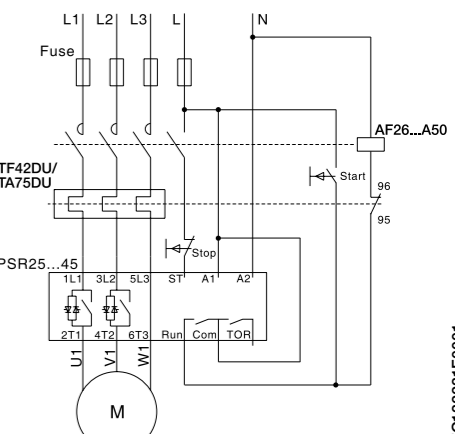 L1 L2 L3 L N
Fuse
AF26...A50
TF42DU/
TA75DU
Start
96
95
Stop
PSR25...45
1L1 3L2 5L3 ST A1 A2
2T1 4T2 6T3 Run Com TOR
U1 V1 W1
M